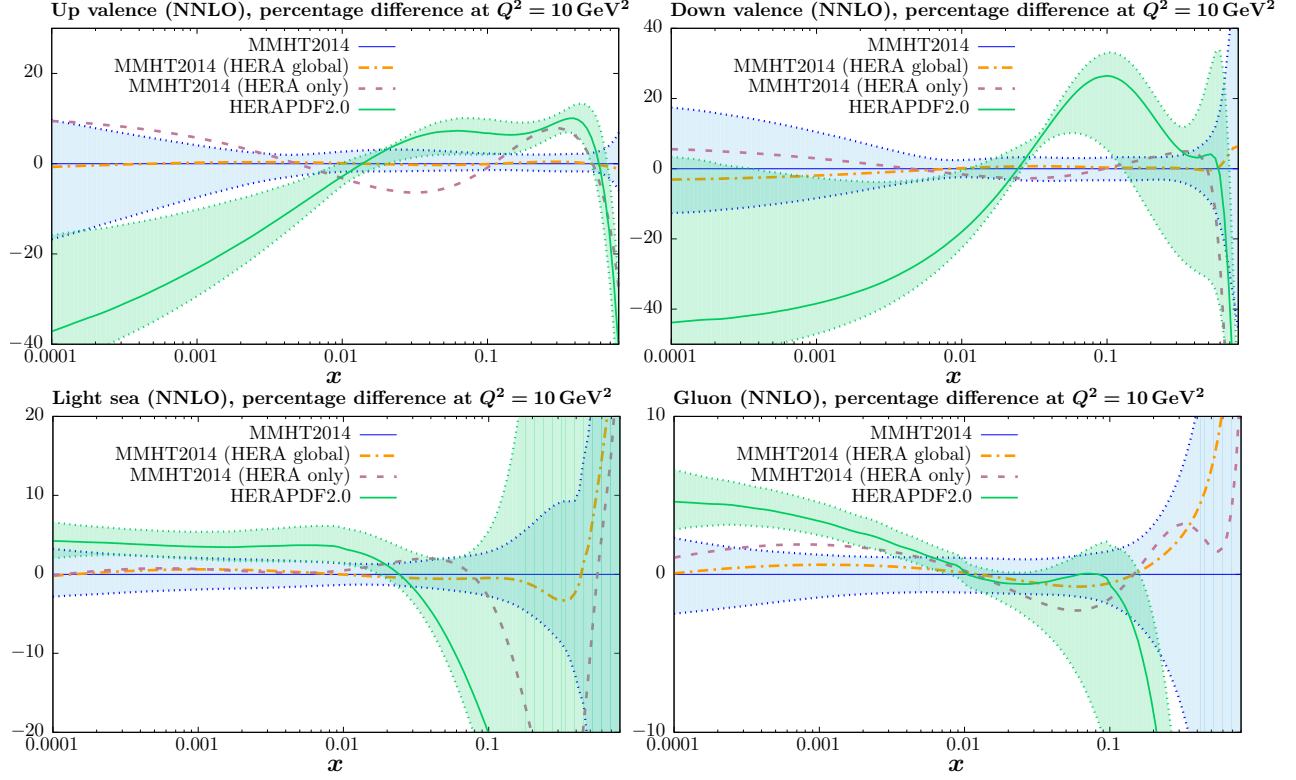 Up valence (NNLO), percentage difference at Q² = 10 GeV²
MMHT2014
MMHT2014 (HERA global)
MMHT2014 (HERA only)
HERAPDF2.0
20
0
−20
−40
0.0001
0.001
0.01
0.1
x
Down valence (NNLO), percentage difference at Q² = 10 GeV²
MMHT2014
MMHT2014 (HERA global)
MMHT2014 (HERA only)
HERAPDF2.0
40
20
0
−20
−40
0.0001
0.001
0.01
0.1
x
Light sea (NNLO), percentage difference at Q² = 10 GeV²
MMHT2014
MMHT2014 (HERA global)
MMHT2014 (HERA only)
HERAPDF2.0
20
10
0
−10
−20
0.0001
0.001
0.01
0.1
x
Gluon (NNLO), percentage difference at Q² = 10 GeV²
MMHT2014
MMHT2014 (HERA global)
MMHT2014 (HERA only)
HERAPDF2.0
10
5
0
−5
−10
0.0001
0.001
0.01
0.1
x